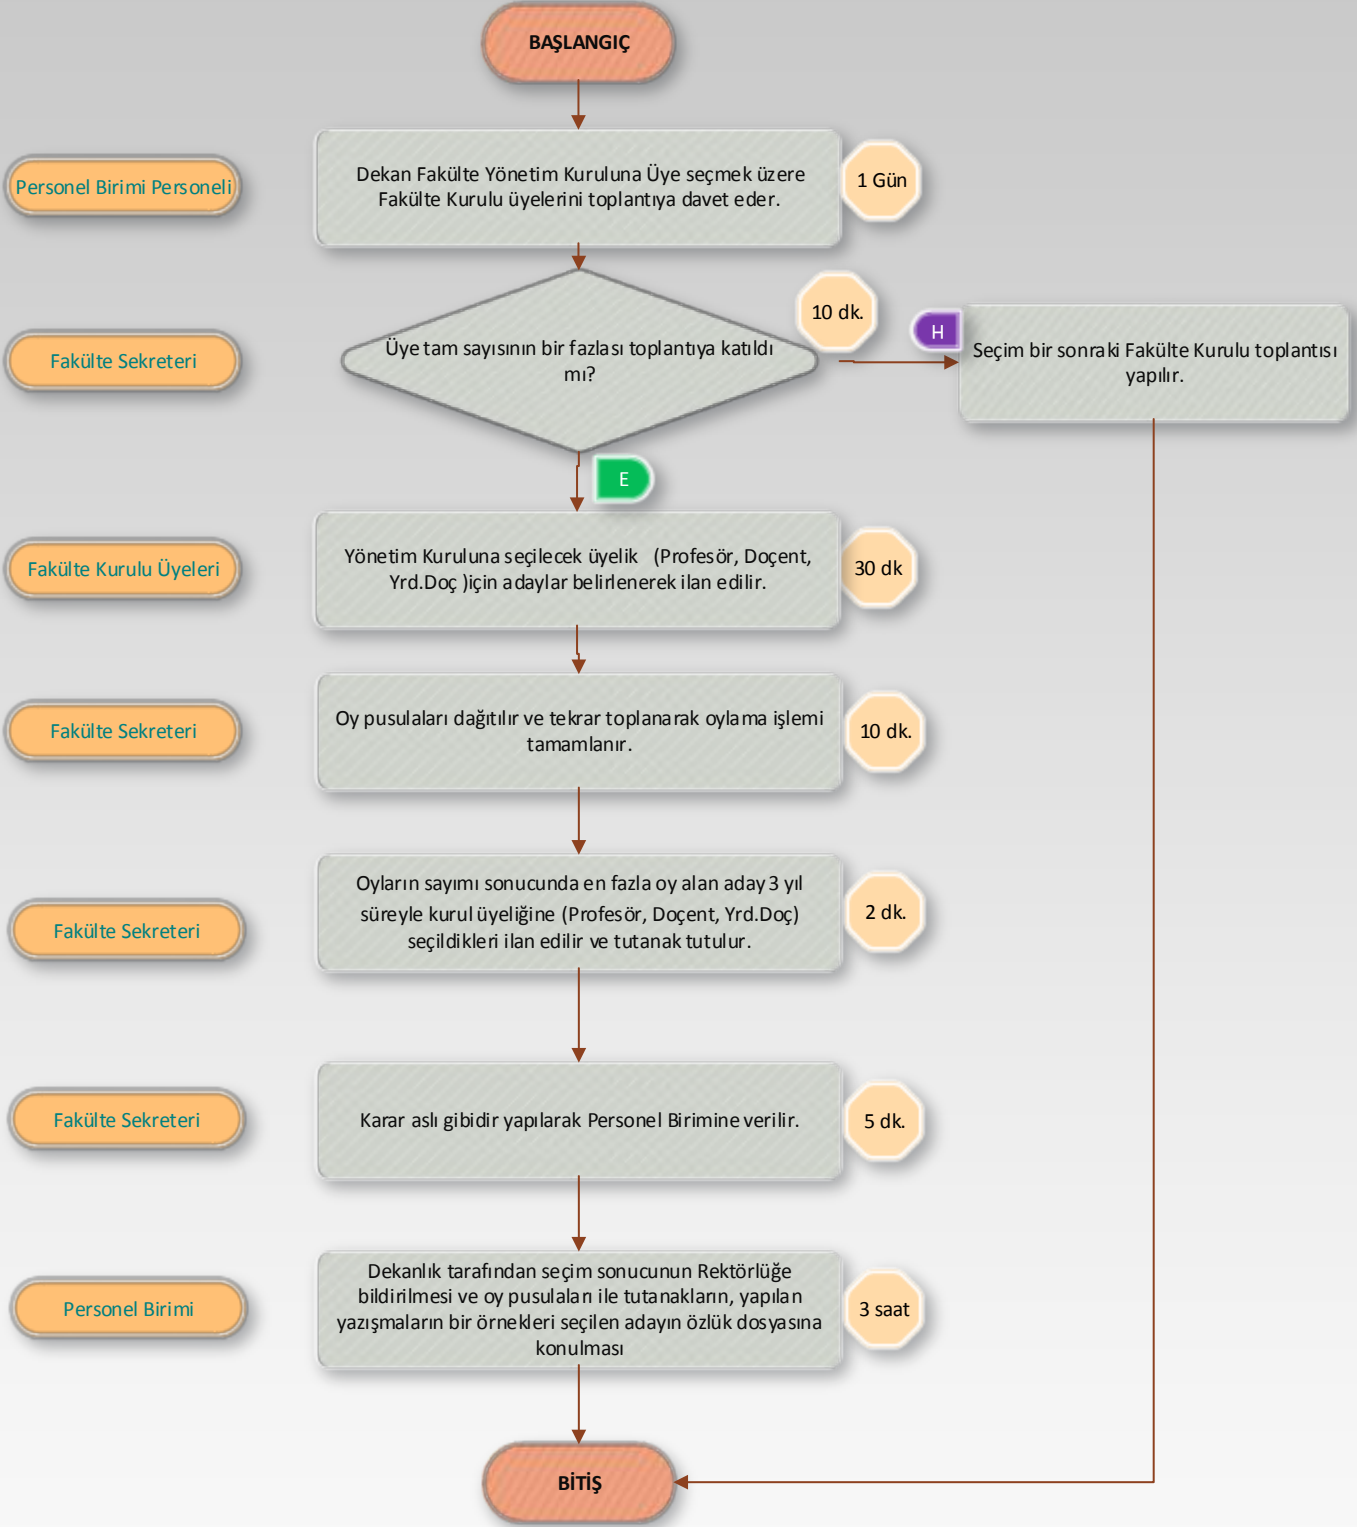 BAŞLANGIÇ
Personel Birimi Personeli
Dekan Fakülte Yönetim Kuruluna Üye seçmek üzere
Fakülte Kurulu üyelerini toplantıya davet eder.
1 Gün
Fakülte Sekreteri
Üye tam sayısının bir fazlası toplantıya katıldı
mı?
10 dk.
H
Seçim bir sonraki Fakülte Kurulu toplantısı
yapılır.
E
Fakülte Kurulu Üyeleri
Yönetim Kuruluna seçilecek üyelik (Profesör, Doçent,
Yrd.Doç )için adaylar belirlenerek ilan edilir.
30 dk
Fakülte Sekreteri
Oy pusulaları dağıtılır ve tekrar toplanarak oylama işlemi
tamamlanır.
10 dk.
Fakülte Sekreteri
Oyların sayımı sonucunda en fazla oy alan aday 3 yıl
süreyle kurul üyeliğine (Profesör, Doçent, Yrd.Doç)
seçildikleri ilan edilir ve tutanak tutulur.
2 dk.
Fakülte Sekreteri
Karar aslı gibidir yapılarak Personel Birimine verilir.
5 dk.
Personel Birimi
Dekanlık tarafından seçim sonucunun Rektörlüğe
bildirilmesi ve oy pusulaları ile tutanakların, yapılan
yazışmaların bir örnekleri seçilen adayın özlük dosyasına
konulması
3 saat
BİTİŞ